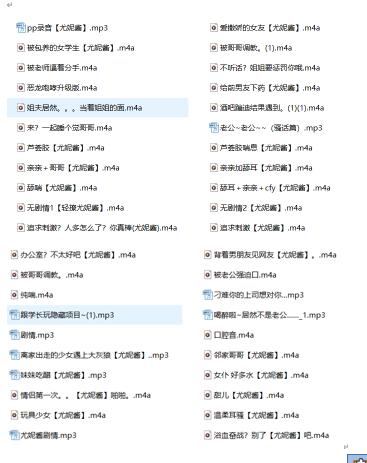 pp录音【尤妮酱】.mp3
被包养的女学生【尤妮酱】.m4a
被老师逼着分手.m4a
恶龙咆哮升级版.m4a
姐夫居然。。。当着姐姐的面.m4a
来？一起睡个觉哥哥.m4a
芦荟胶【尤妮酱】.m4a
亲亲＋哥哥【尤妮酱】.m4a
舔喘【尤妮酱】.m4a
无剧情1【轻撩尤妮酱】.m4a
追求刺激？人多怎么了？你真棒(尤妮酱).m4a
爱撒娇的女友【尤妮酱】.m4a
被哥哥调教。(1).m4a
不听话？姐姐要惩罚你哦.m4a
给前男友下药【尤妮酱】.m4a
酒吧蹦迪结果遇到。(1)(1).m4a
老公~老公~~（骚话篇）.mp3
芦荟胶喘息【尤妮酱】.m4a
亲亲加舔耳【尤妮酱】.m4a
舔耳＋亲亲＋cfy【尤妮酱】.m4a
无剧情2【尤妮酱】.m4a
追求刺激？【尤妮酱】.m4a
办公室？不太好吧【尤妮酱】.m4a
被哥哥调教。.m4a
纯喘.m4a
跟学长玩隐藏项目~(1).mp3
剧情.mp3
离家出走的少女遇上大灰狼【尤妮酱】..mp3
妹妹吃醋【尤妮酱】.mp3
情侣第一次。。【尤妮酱】啪啪。.m4a
玩具少女【尤妮酱】.m4a
尤妮酱剧情.mp3
背着男朋友见网友【尤妮酱】。.m4a
被老公强迫口.m4a
刁难你的上司想对你...mp3
喝醉啦~居然不是老公......_1.mp3
口腔音.m4a
邻家哥哥【尤妮酱】.m4a
女仆 好多水【尤妮酱】.m4a
甜儿【尤妮酱】.m4a
温柔耳骚【尤妮酱】.m4a
浴血奋战？别了【尤妮酱】吧.m4a